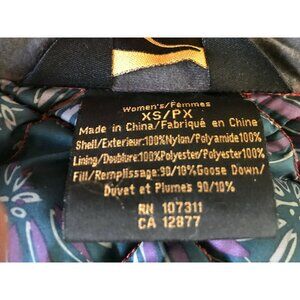 Women's/Femmes
XS/PX
Made in China/Fabriqué en China
Shell/Exterieur:100%Nylon/Polyamide100%
Lining/Doublure:100%Polyester/Polyester100%
Fill/Remplissage:90/10% Goose Down/
Duvet et Plumes 90/10%
RN 107311
CA 12877